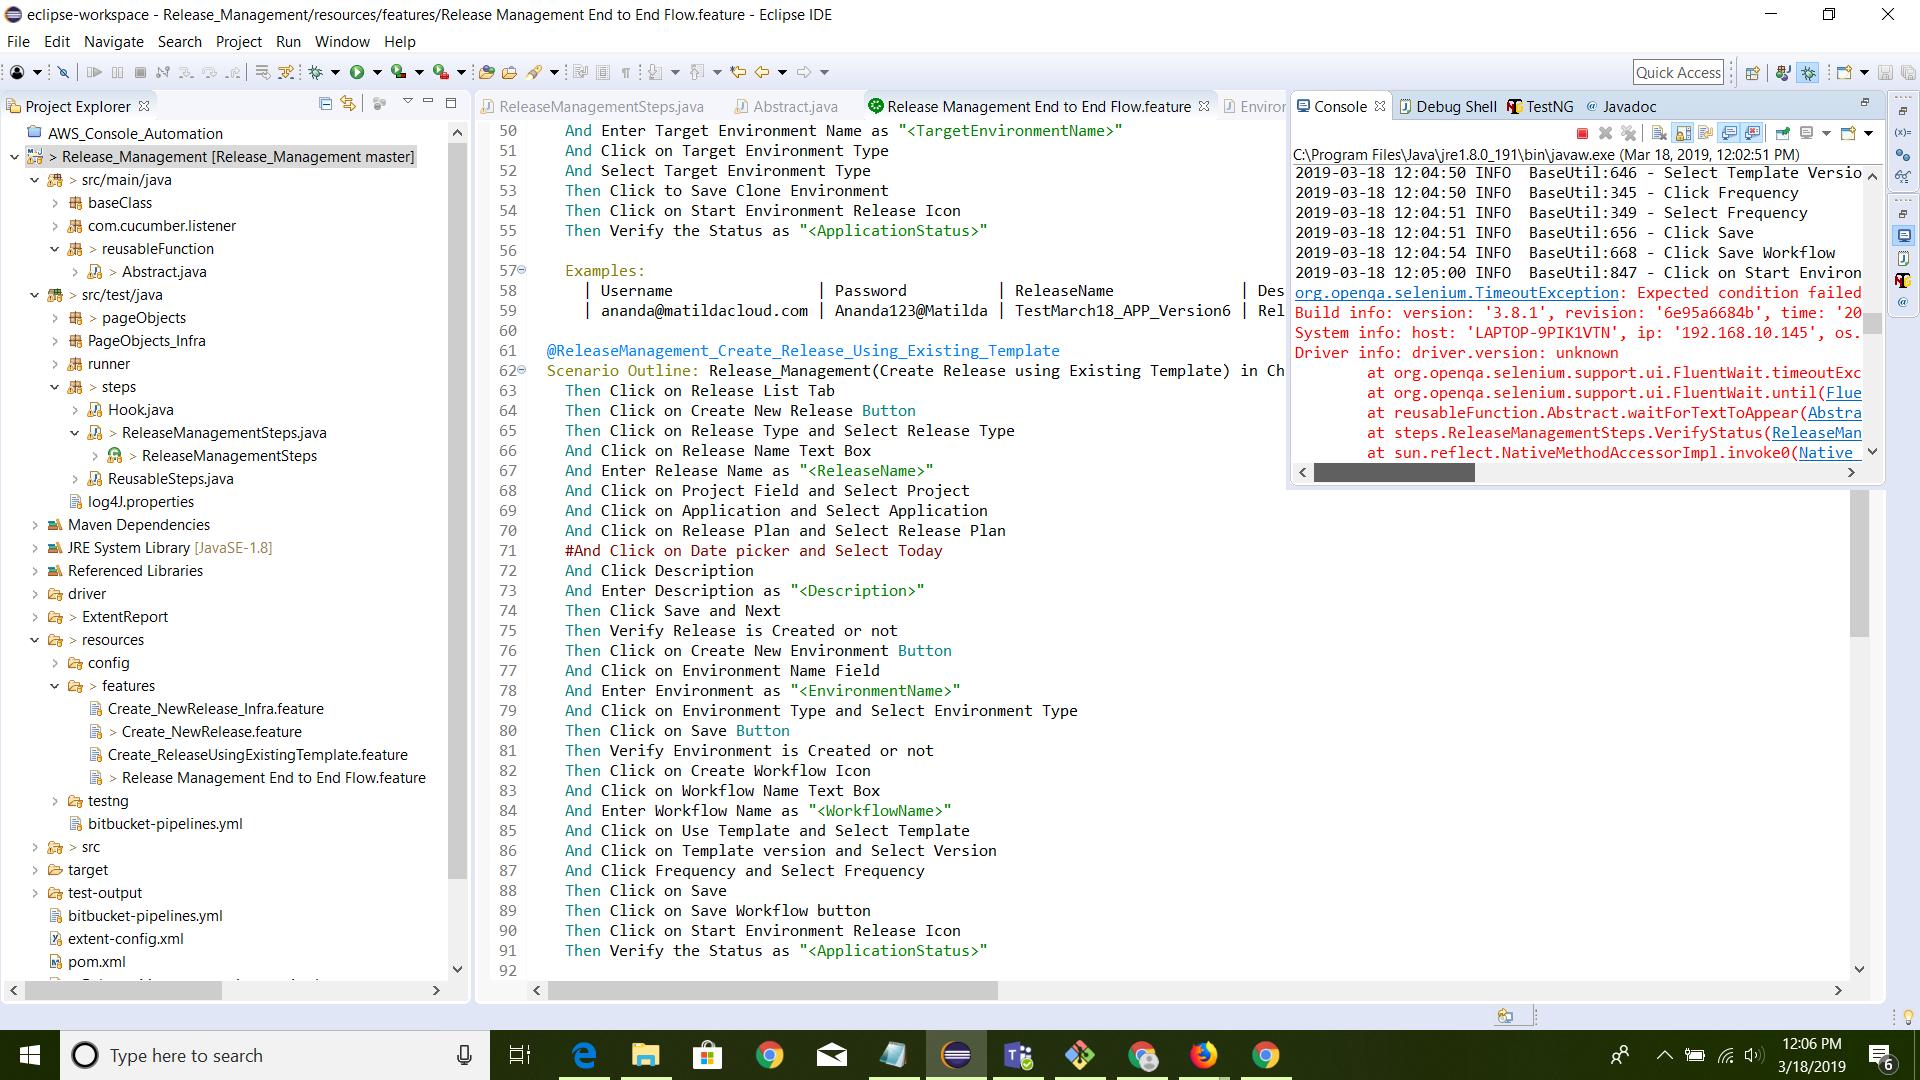 eclipse-workspace - Release_Management/resources/features/Release Management End to End Flow.feature - Eclipse IDE
File Edit Navigate Search Project Run Window Help
Quick Access
Project Explorer
AWS_Console_Automation
> Release_Management [Release_Management master]
> src/main/java
baseClass
com.cucumber.listener
> reusableFunction
> Abstract.java
> src/test/java
> pageObjects
PageObjects_Infra
runner
> steps
Hook.java
> ReleaseManagementSteps.java
> ReleaseManagementSteps
ReusableSteps.java
log4J.properties
Maven Dependencies
JRE System Library [JavaSE-1.8]
Referenced Libraries
driver
> ExtentReport
> resources
config
> features
Create_NewRelease_Infra.feature
> Create_NewRelease.feature
Create_ReleaseUsingExistingTemplate.feature
> Release Management End to End Flow.feature
testng
bitbucket-pipelines.yml
> src
target
test-output
bitbucket-pipelines.yml
extent-config.xml
pom.xml
ReleaseManagementSteps.java Abstract.java Release Management End to End Flow.feature Environ
50 And Enter Target Environment Name as "<TargetEnvironmentName>"
51 And Click on Target Environment Type
52 And Select Target Environment Type
53 Then Click to Save Clone Environment
54 Then Click on Start Environment Release Icon
55 Then Verify the Status as "<ApplicationStatus>"
56
57 Examples:
58 | Username | Password | ReleaseName | Des
59 | ananda@matildacloud.com | Ananda123@Matilda | TestMarch18_APP_Version6 | Rel
60
61 @ReleaseManagement_Create_Release_Using_Existing_Template
62 Scenario Outline: Release_Management(Create Release using Existing Template) in Ch
63 Then Click on Release List Tab
64 Then Click on Create New Release Button
65 Then Click on Release Type and Select Release Type
66 And Click on Release Name Text Box
67 And Enter Release Name as "<ReleaseName>"
68 And Click on Project Field and Select Project
69 And Click on Application and Select Application
70 And Click on Release Plan and Select Release Plan
71 #And Click on Date picker and Select Today
72 And Click Description
73 And Enter Description as "<Description>"
74 Then Click Save and Next
75 Then Verify Release is Created or not
76 Then Click on Create New Environment Button
77 And Click on Environment Name Field
78 And Enter Environment as "<EnvironmentName>"
79 And Click on Environment Type and Select Environment Type
80 Then Click on Save Button
81 Then Verify Environment is Created or not
82 Then Click on Create Workflow Icon
83 And Click on Workflow Name Text Box
84 And Enter Workflow Name as "<WorkflowName>"
85 And Click on Use Template and Select Template
86 And Click on Template version and Select Version
87 And Click Frequency and Select Frequency
88 Then Click on Save
89 Then Click on Save Workflow button
90 Then Click on Start Environment Release Icon
91 Then Verify the Status as "<ApplicationStatus>"
92
Console Debug Shell TestNG @ Javadoc
C:\Program Files\Java\jre1.8.0_191\bin\javaw.exe (Mar 18, 2019, 12:02:51 PM)
2019-03-18 12:04:50 INFO BaseUtil:646 - Select Template Versio
2019-03-18 12:04:50 INFO BaseUtil:345 - Click Frequency
2019-03-18 12:04:51 INFO BaseUtil:349 - Select Frequency
2019-03-18 12:04:51 INFO BaseUtil:656 - Click Save
2019-03-18 12:04:54 INFO BaseUtil:668 - Click Save Workflow
2019-03-18 12:05:00 INFO BaseUtil:847 - Click on Start Environ
org.openqa.selenium.TimeoutException: Expected condition failed
Build info: version: '3.8.1', revision: '6e95a6684b', time: '20
System info: host: 'LAPTOP-9PIK1VTN', ip: '192.168.10.145', os.
Driver info: driver.version: unknown
at org.openqa.selenium.support.ui.FluentWait.timeoutExc
at org.openqa.selenium.support.ui.FluentWait.until(Flue
at reusableFunction.Abstract.waitForTextToAppear(Abstra
at steps.ReleaseManagementSteps.VerifyStatus(ReleaseMan
at sun.reflect.NativeMethodAccessorImpl.invoke0(Native
Type here to search
12:06 PM
3/18/2019
6